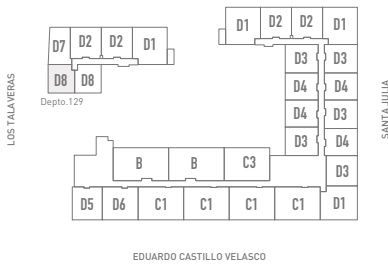 D1 D2 D2 D1
D7 D2 D2 D1
D3 D3
D8 D8
D4 D4
Depto.129
D4 D3
D3 D4
B B C3 D3
D5 D6 C1 C1 C1 C1 D1
LOS TALAVERAS
SANTA JULIA
EDUARDO CASTILLO VELASCO